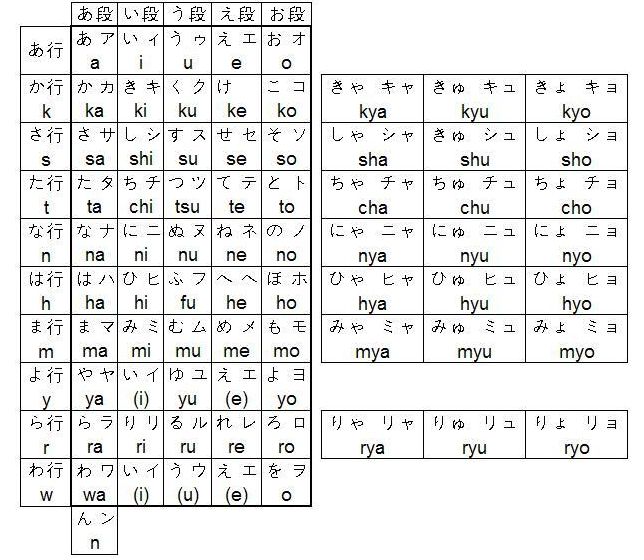 あ段 い段 う段 え段 お段
あ行 あ ア い ィ う ゥ え エ お オ
a i u e o
か行 か カ き キ く ク け こ コ きゃ キャ きゅ キュ きょ キョ
k ka ki ku ke ko kya kyu kyo
さ行 さ サ し シ す ス せ セ そ ソ しゃ シャ きゅ シュ しょ ショ
s sa shi su se so sha shu sho
た行 た タ ち チ つ ツ て テ と ト ちゃ チャ ちゅ チュ ちょ チョ
t ta chi tsu te to cha chu cho
な行 な ナ に ニ ぬ ヌ ね ネ の ノ にゃ ニャ にゅ ニュ にょ ニョ
n na ni nu ne no nya nyu nyo
は行 は ハ ひ ヒ ふ フ へ ヘ ほ ホ ひゃ ヒャ ひゅ ヒュ ひょ ヒョ
h ha hi fu he ho hya hyu hyo
ま行 ま マ み ミ む ム め メ も モ みゃ ミャ みゅ ミュ みょ ミョ
m ma mi mu me mo mya myu myo
よ行 や ヤ い イ ゆ ユ え エ よ ヨ
y ya (i) yu (e) yo
ら行 ら ラ り リ る ル れ レ ろ ロ りゃ リャ りゅ リュ りょ リョ
r ra ri ru re ro rya ryu ryo
わ行 わ ワ い イ う ウ え エ を ヲ
w wa (i) (u) (e) o
ん ン
n